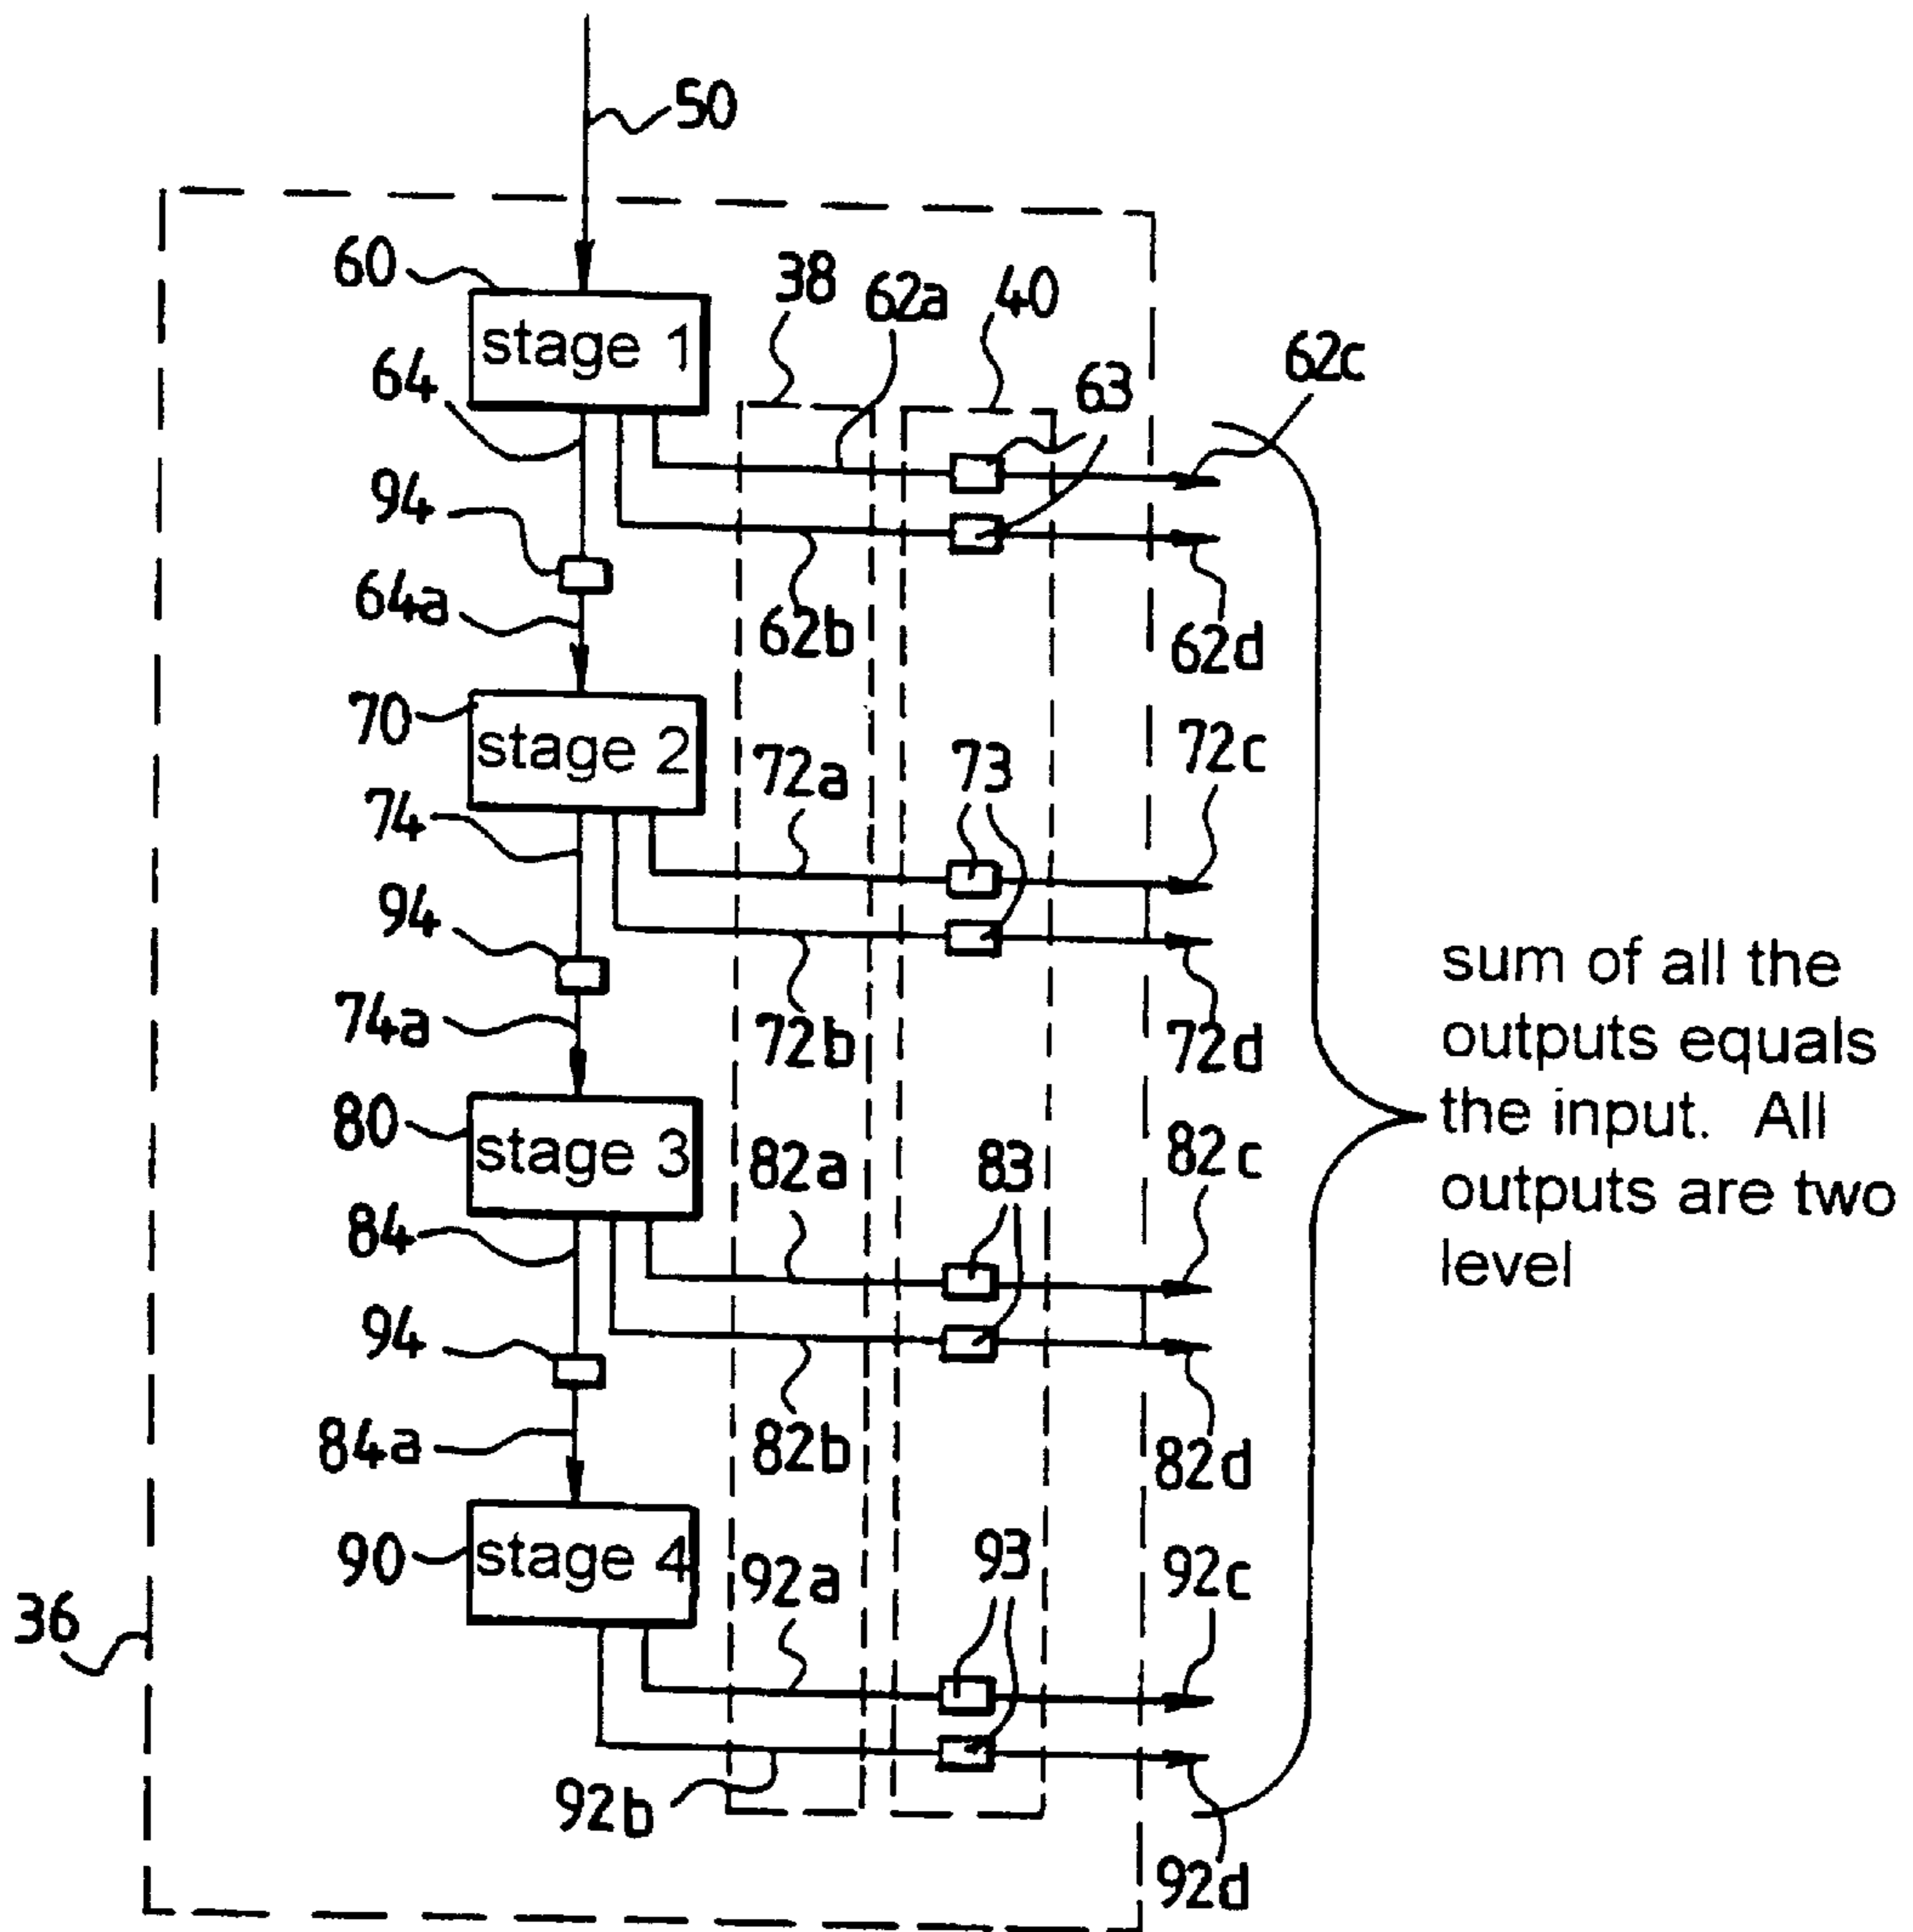 50
60
38
62a
40
stage 1
64
63
62c
94
64a
62b
62d
70
stage 2
72a
73
72c
74
94
74a
72b
72d
sum of all the
outputs equals
the input. All
outputs are two
level
80
stage 3
82a
83
82c
84
94
84a
82b
82d
90
stage 4
92a
93
92c
36
92b
92d